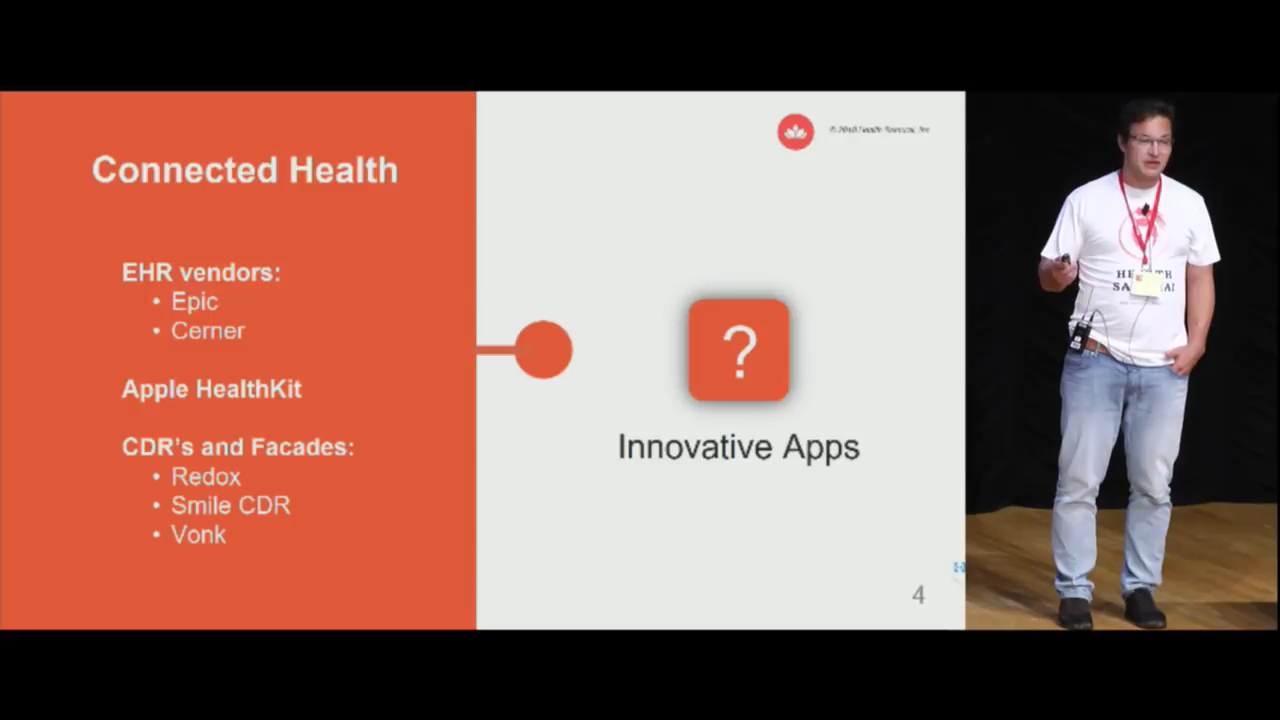 Connected Health
EHR vendors:
• Epic
• Cerner
Apple HealthKit
CDR's and Facades:
• Redox
• Smile CDR
• Vonk
?
Innovative Apps
4